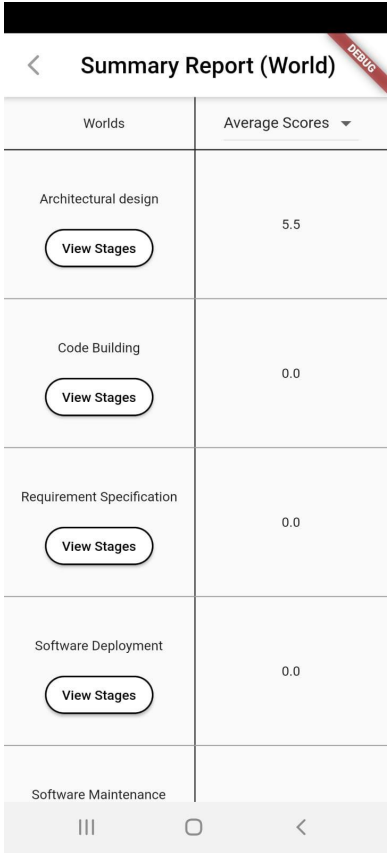 Summary Report (World)
DEBUG
Worlds
Average Scores
Architectural design
View Stages
5.5
Code Building
View Stages
0.0
Requirement Specification
View Stages
0.0
Software Deployment
View Stages
0.0
Software Maintenance